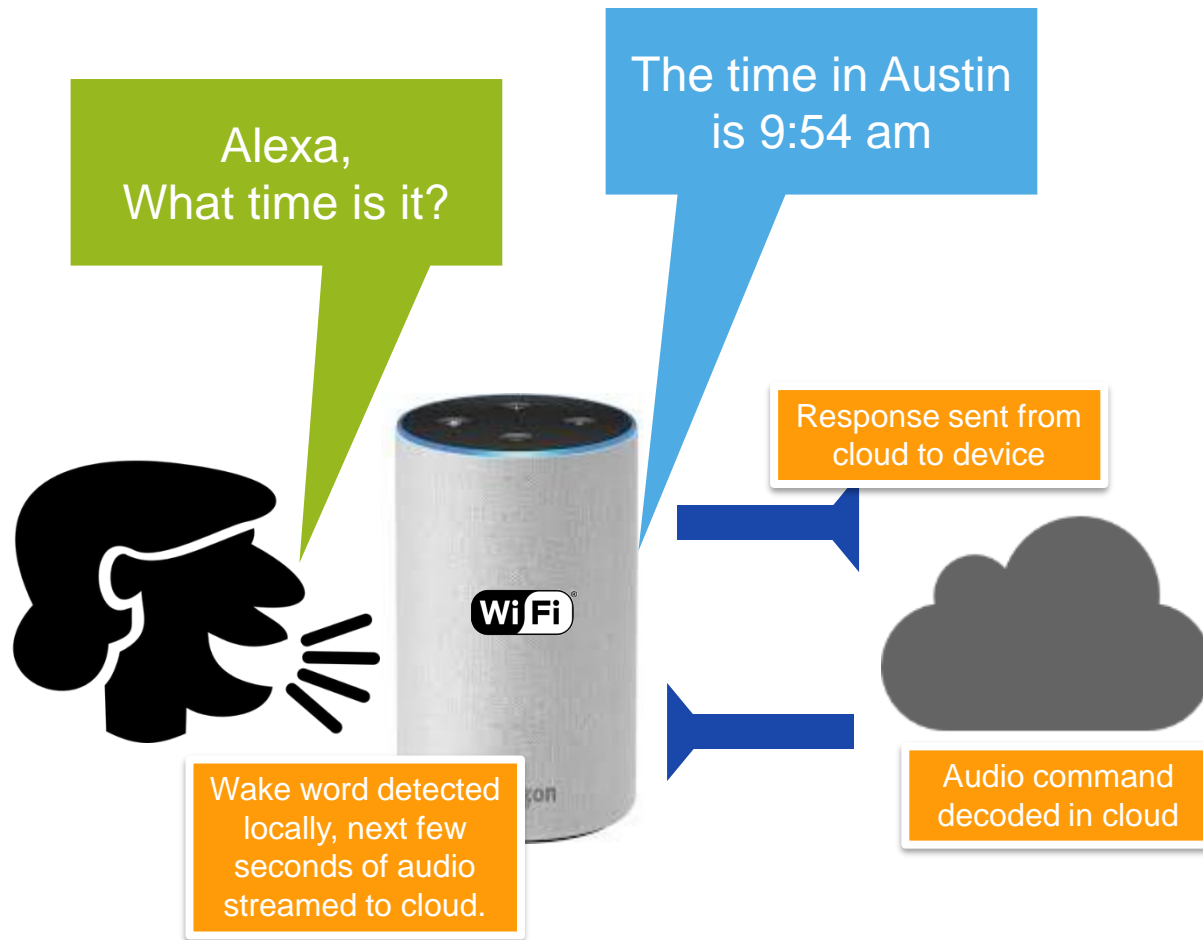 Alexa,
What time is it?
The time in Austin
is 9:54 am
Response sent from
cloud to device
WiFi
Wake word detected
locally, next few
seconds of audio
streamed to cloud.
zon
Audio command
decoded in cloud